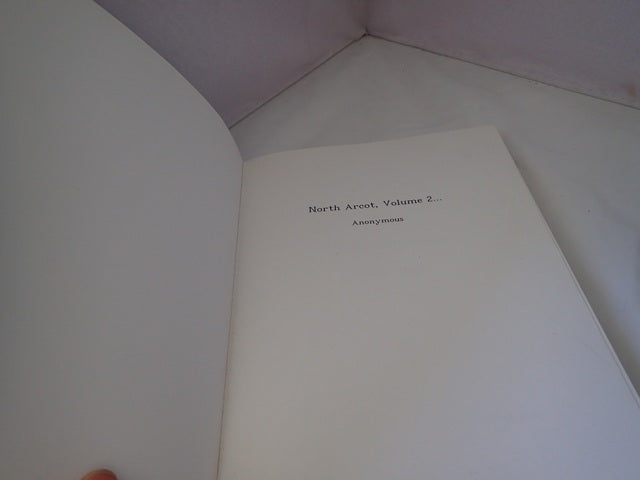 North Arcot, Volume 2...
Anonymous